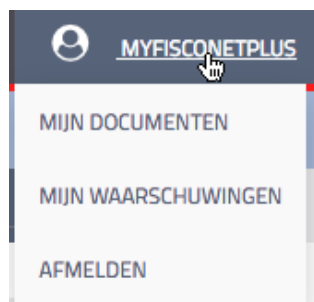 MYFISCONETPLUS
MIJN DOCUMENTEN
MIJN WAARSCHUWINGEN
AFMELDEN